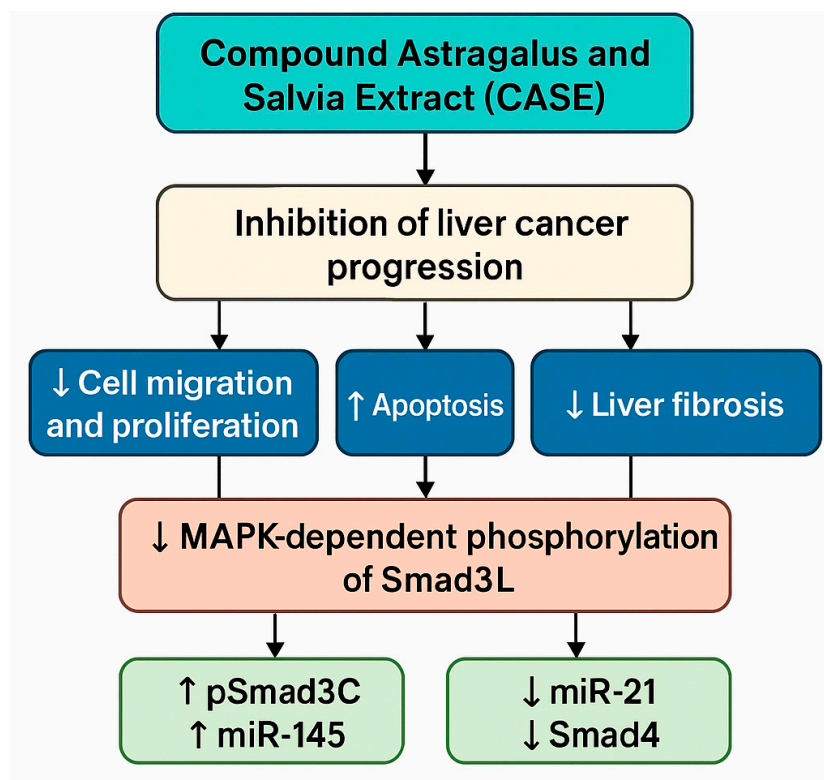 Compound Astragalus and
Salvia Extract (CASE)
Inhibition of liver cancer
progression
↓ Cell migration
and proliferation
↑ Apoptosis
↓ Liver fibrosis
↓ MAPK-dependent phosphorylation
of Smad3L
↑ pSmad3C
↑ miR-145
↓ miR-21
↓ Smad4